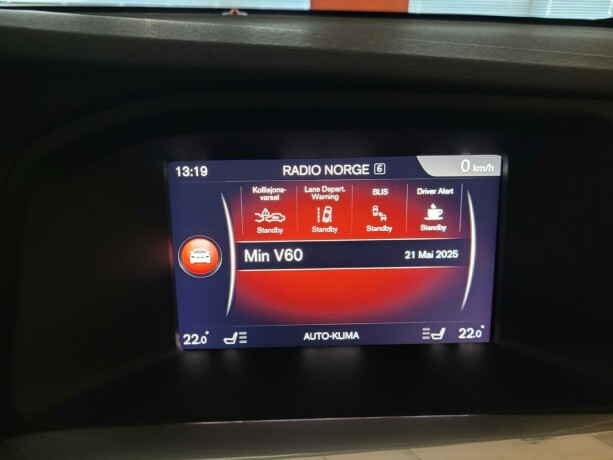 13:19 RADIO NORGE 6 0 km/h
Kollisjons-varsel Lane Depart. Warning BLIS Driver Alert
Standby Standby Standby Standby
Min V60 21 Mai 2025
22.0° AUTO-KLIMA 22.0°